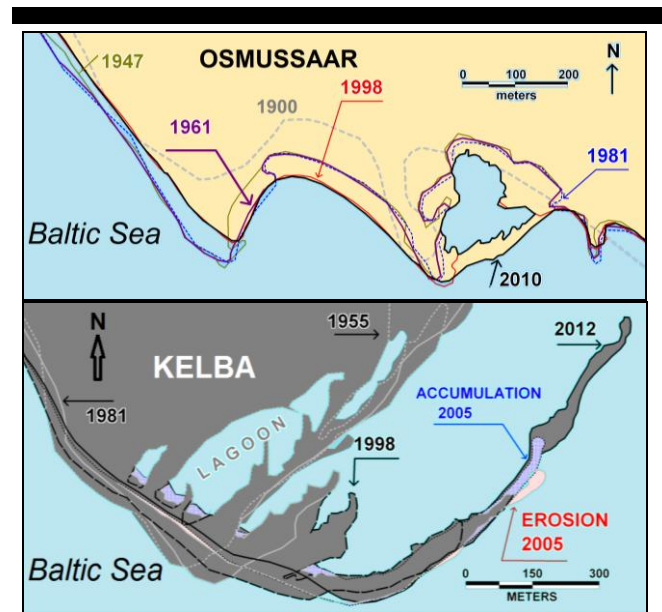 1947
OSMUSSAAR
N
0 100 200
meters
1998
1900
1961
1981
Baltic Sea
2010
N
1955
2012
KELBA
ACCUMULATION
2005
1981
LAGOON
1998
EROSION
2005
Baltic Sea
0 150 300
METERS